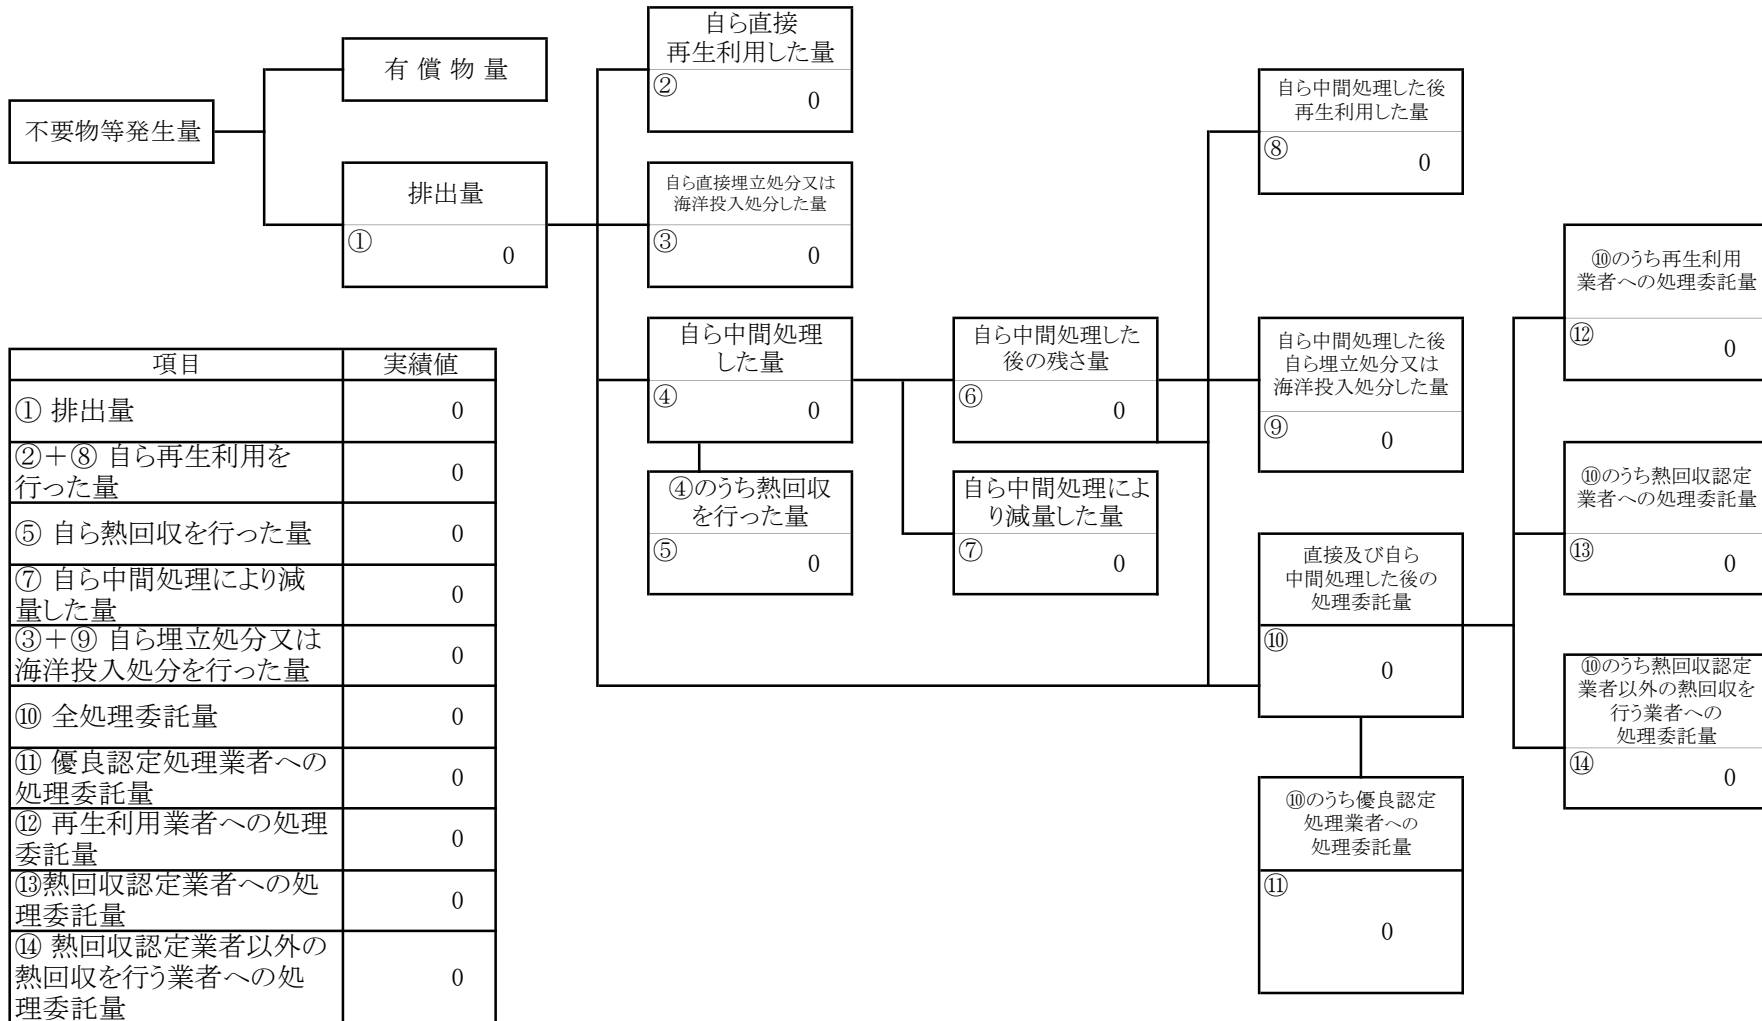 不要物等発生量
有 償 物 量
排出量
①
0
自ら直接
再生利用した量
②
0
自ら直接埋立処分又は
海洋投入処分した量
③
0
自ら中間処理
した量
④
0
④のうち熱回収
を行った量
⑤
0
自ら中間処理した
後の残さ量
⑥
0
自ら中間処理によ
り減量した量
⑦
0
自ら中間処理した後
再生利用した量
⑧
0
自ら中間処理した後
自ら埋立処分又は
海洋投入処分した量
⑨
0
直接及び自ら
中間処理した後の
処理委託量
⑩
0
⑩のうち優良認定
処理業者への
処理委託量
⑪
0
⑩のうち再生利用
業者への処理委託量
⑫
0
⑩のうち熱回収認定
業者への処理委託量
⑬
0
⑩のうち熱回収認定
業者以外の熱回収を
行う業者への
処理委託量
⑭
0
項目 実績値
① 排出量 0
②＋⑧ 自ら再生利用を
行った量 0
⑤ 自ら熱回収を行った量 0
⑦ 自ら中間処理により減
量した量 0
③＋⑨ 自ら埋立処分又は
海洋投入処分を行った量 0
⑩ 全処理委託量 0
⑪ 優良認定処理業者への
処理委託量 0
⑫ 再生利用業者への処理
委託量 0
⑬熱回収認定業者への処
理委託量 0
⑭ 熱回収認定業者以外の
熱回収を行う業者への処
理委託量 0